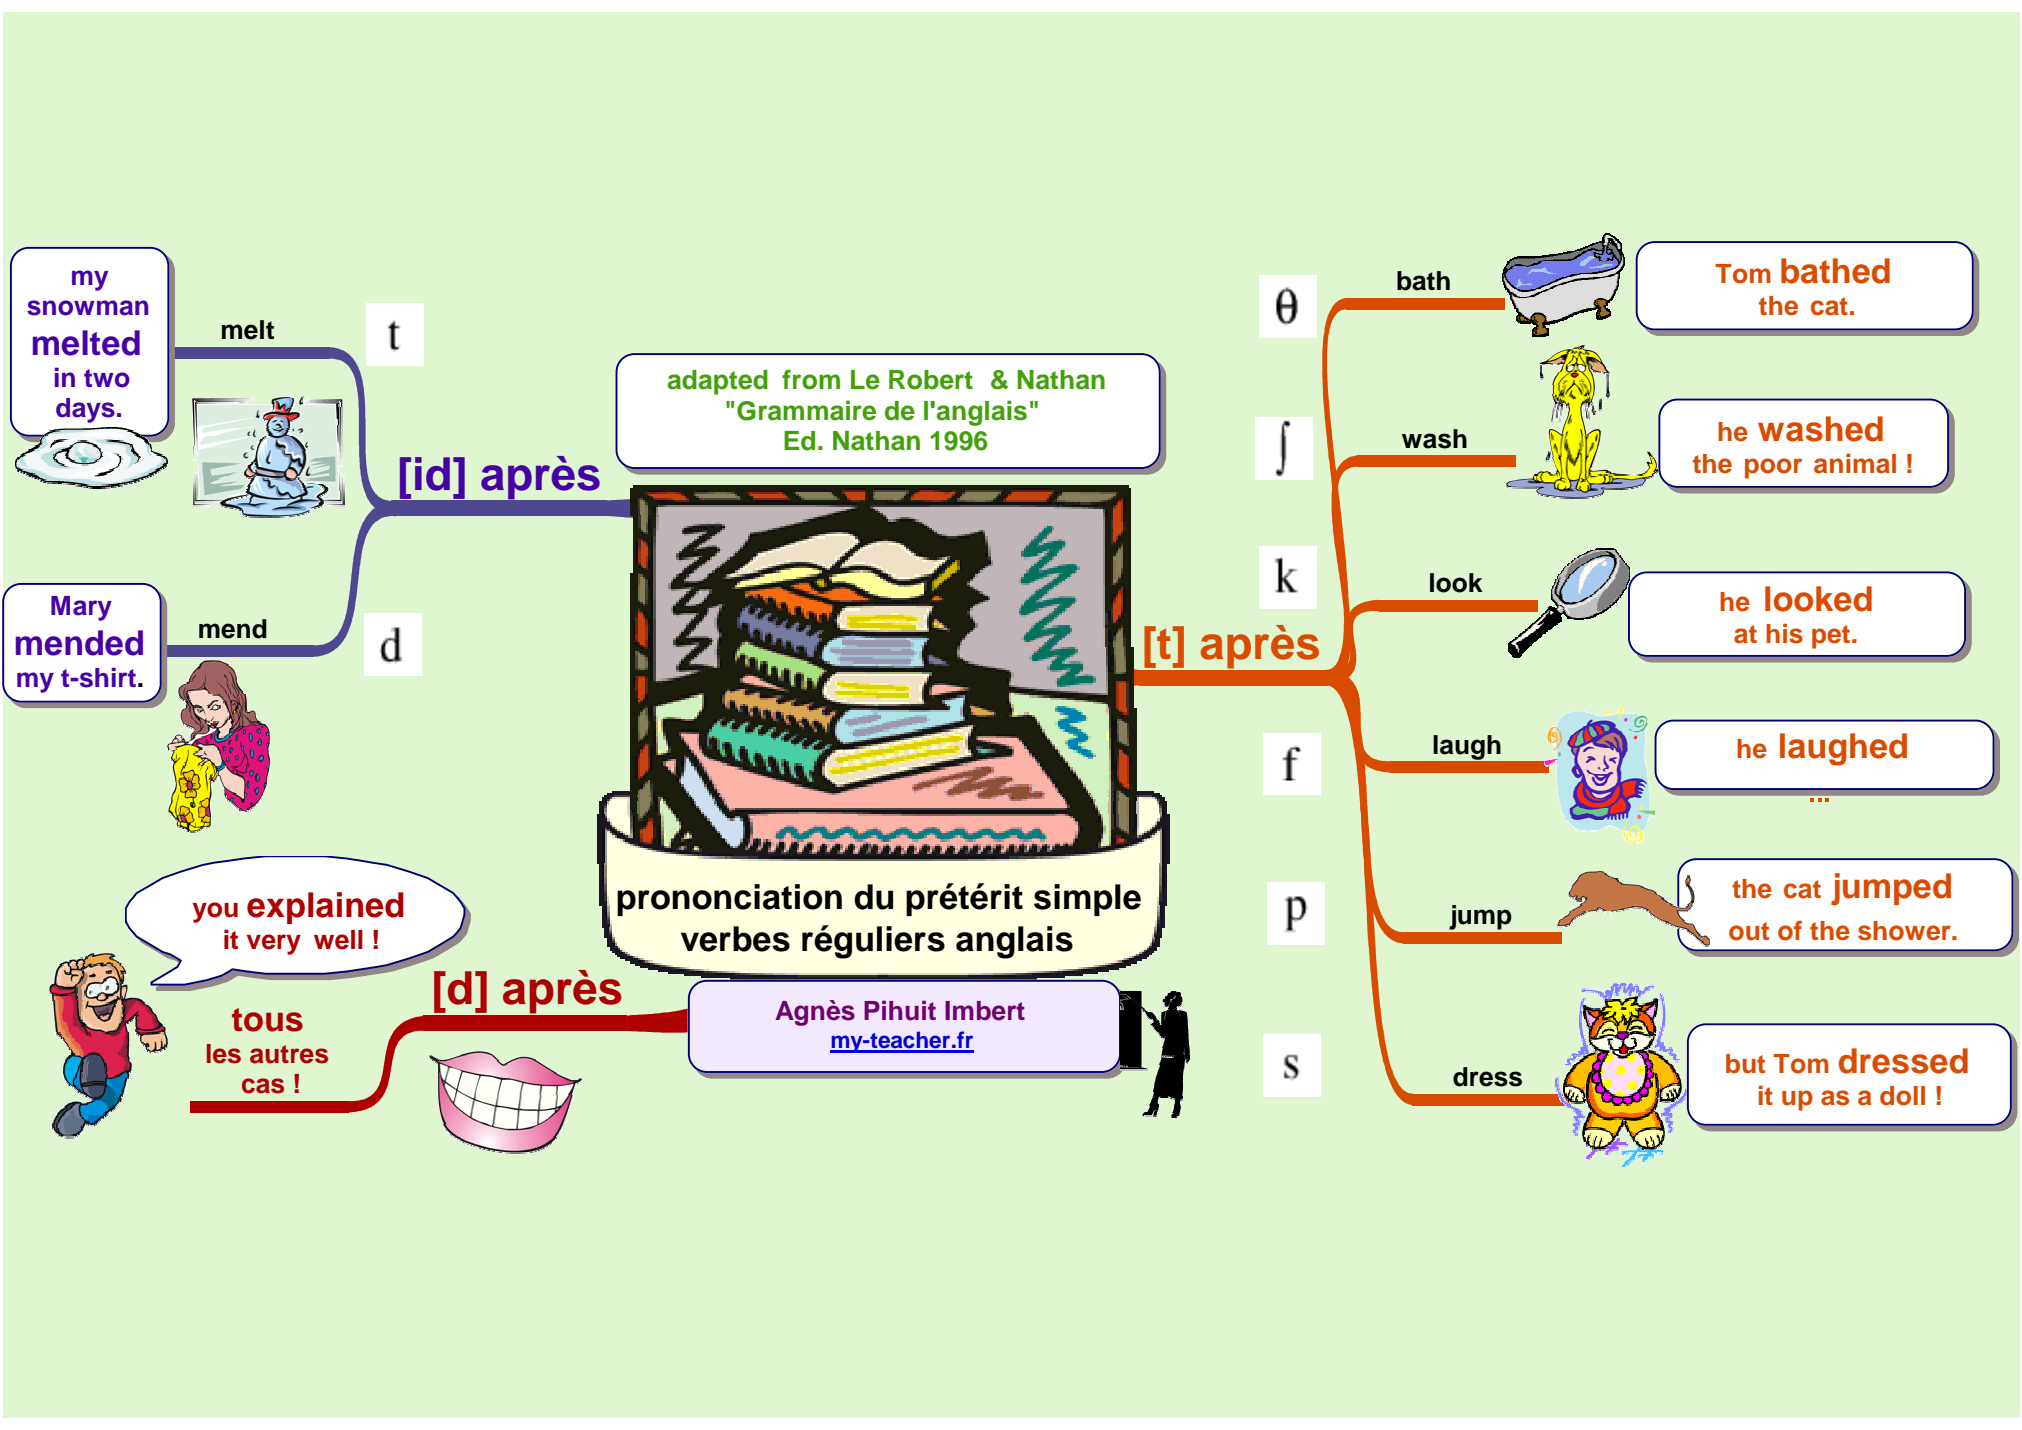 adapted from Le Robert & Nathan
"Grammaire de l'anglais"
Ed. Nathan 1996
prononciation du prétérit simple
verbes réguliers anglais
Agnès Pihuit Imbert
my-teacher.fr
[id] après
t
melt
my
snowman
melted
in two
days.
d
mend
Mary
mended
my t-shirt.
[d] après
tous
les autres
cas !
you explained
it very well !
[t] après
θ
bath
Tom bathed
the cat.
ʃ
wash
he washed
the poor animal !
k
look
he looked
at his pet.
f
laugh
he laughed
...
p
jump
the cat jumped
out of the shower.
s
dress
but Tom dressed
it up as a doll !